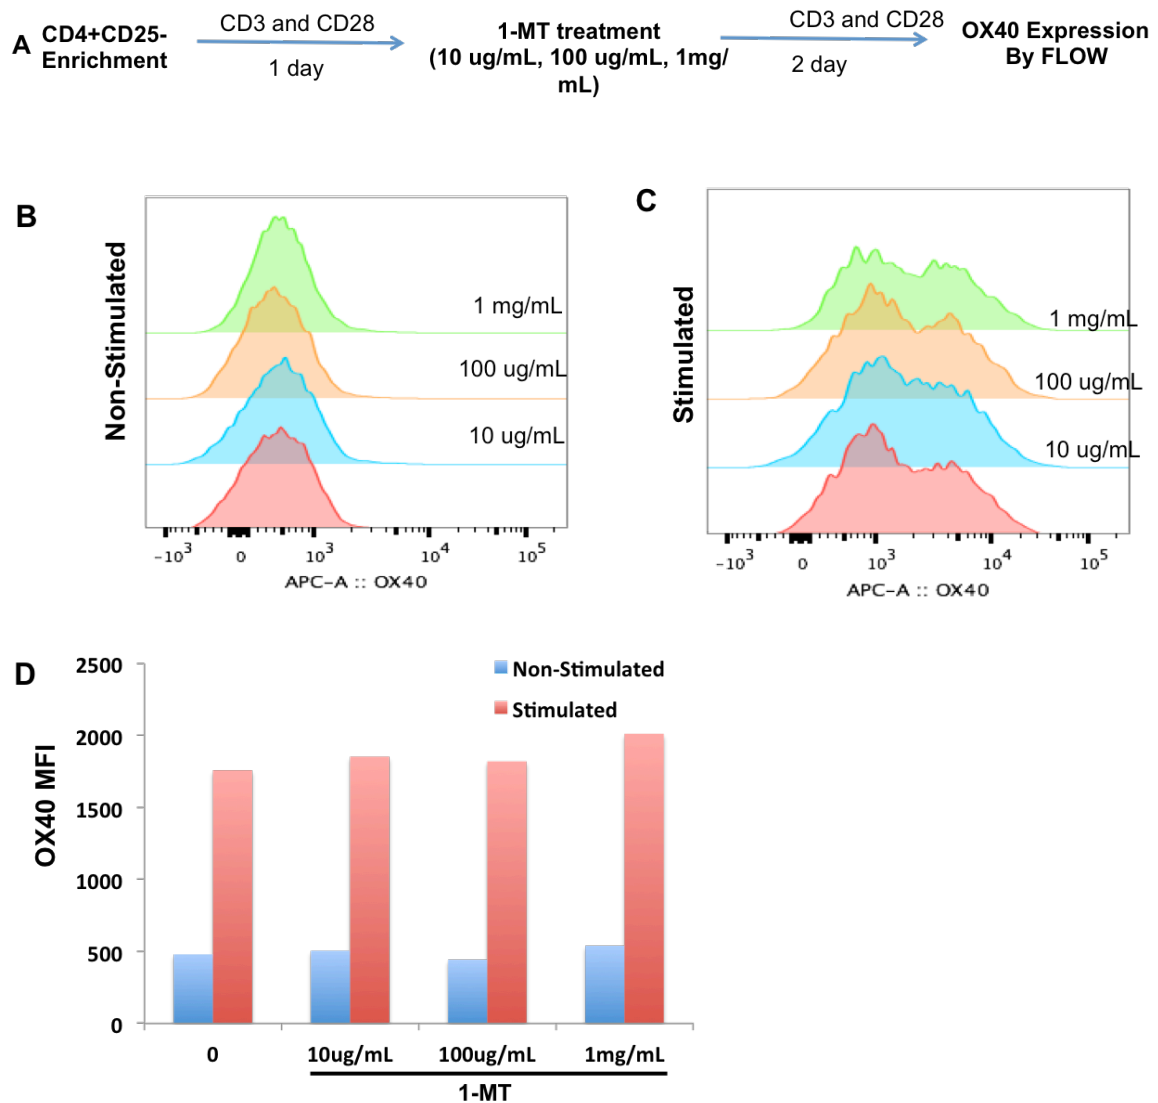 A
CD4+CD25-
Enrichment
CD3 and CD28
1 day
1-MT treatment
(10 ug/mL, 100 ug/mL, 1mg/
mL)
CD3 and CD28
2 day
OX40 Expression
By FLOW
B
Non-Stimulated
1 mg/mL
100 ug/mL
10 ug/mL
-10³ 0 10³ 10⁴ 10⁵
APC-A :: OX40
C
Stimulated
1 mg/mL
100 ug/mL
10 ug/mL
-10³ 0 10³ 10⁴ 10⁵
APC-A :: OX40
D
OX40 MFI
2500
2000
1500
1000
500
0
Non-Stimulated
Stimulated
0 10ug/mL 100ug/mL 1mg/mL
1-MT